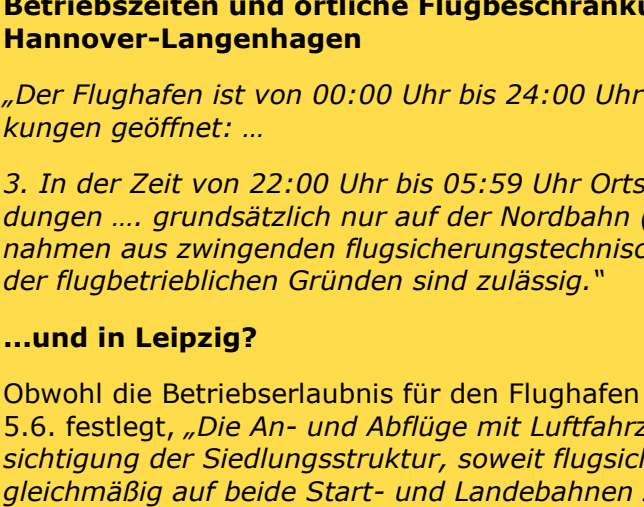 Betriebszeiten und örtliche Flugbeschränku
Hannover-Langenhagen
„Der Flughafen ist von 00:00 Uhr bis 24:00 Uhr
kungen geöffnet: …
3. In der Zeit von 22:00 Uhr bis 05:59 Uhr Orts
dungen …. grundsätzlich nur auf der Nordbahn (
nahmen aus zwingenden flugsicherungstechnisc
der flugbetrieblichen Gründen sind zulässig.“
…und in Leipzig?
Obwohl die Betriebserlaubnis für den Flughafen
5.6. festlegt, „Die An- und Abflüge mit Luftfahrz
sichtigung der Siedlungsstruktur, soweit flugsich
gleichmäßig auf beide Start- und Landebahnen